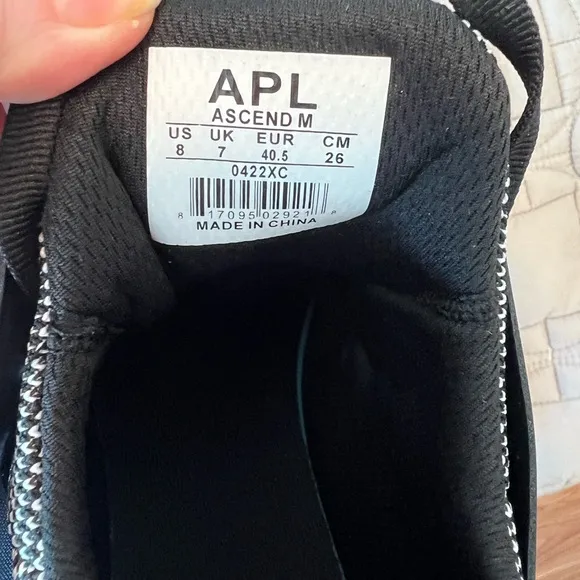 APL
ASCEND M
US UK EUR CM
8 7 40.5 26
0422XC
8 17095 02921 8
MADE IN CHINA